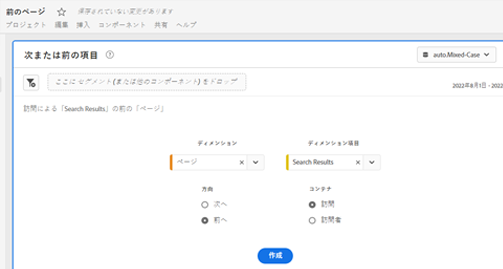 前のページ
保存されていない変更があります
プロジェクト 編集 挿入 コンポーネント 共有 ヘルプ
次または前の項目
auto.Mixed-Case
ここに セグメント (または他のコンポーネント) をドロップ
2022年8月1日 - 2022
訪問による「Search Results」の前の「ページ」
ディメンション ディメンション項目
ページ Search Results
方向 コンテナ
次へ 訪問
前へ 訪問者
作成